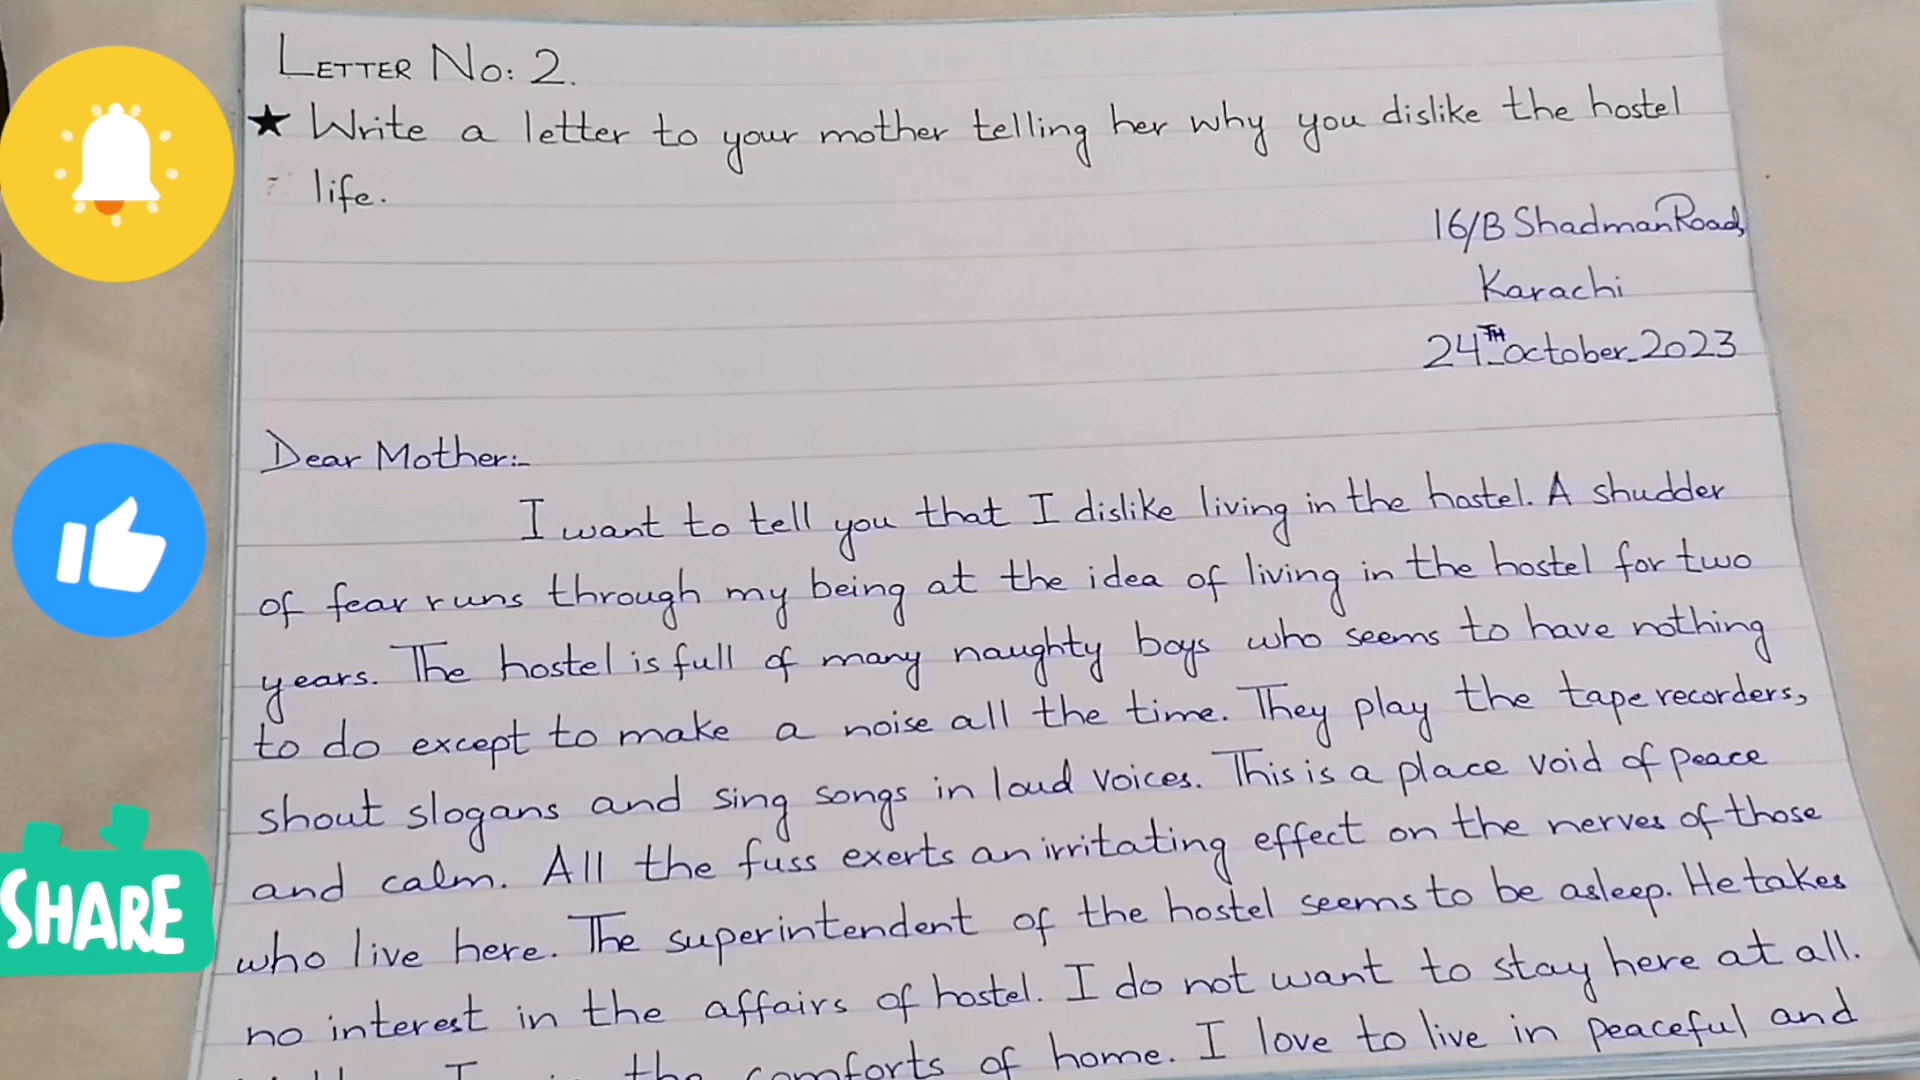 LETTER No: 2.
★ Write a letter to your mother telling her why you dislike the hostel
life.
16/B Shadman Road,
Karachi
24TH October 2023
Dear Mother:-
I want to tell you that I dislike living in the hostel. A shudder
of fear runs through my being at the idea of living in the hostel for two
years. The hostel is full of many naughty boys who seems to have nothing
to do except to make a noise all the time. They play the tape recorders,
shout slogans and sing songs in loud voices. This is a place void of peace
and calm. All the fuss exerts an irritating effect on the nerves of those
who live here. The superintendent of the hostel seems to be asleep. He takes
no interest in the affairs of hostel. I do not want to stay here at all.
the comforts of home. I love to live in peaceful and
SHARE